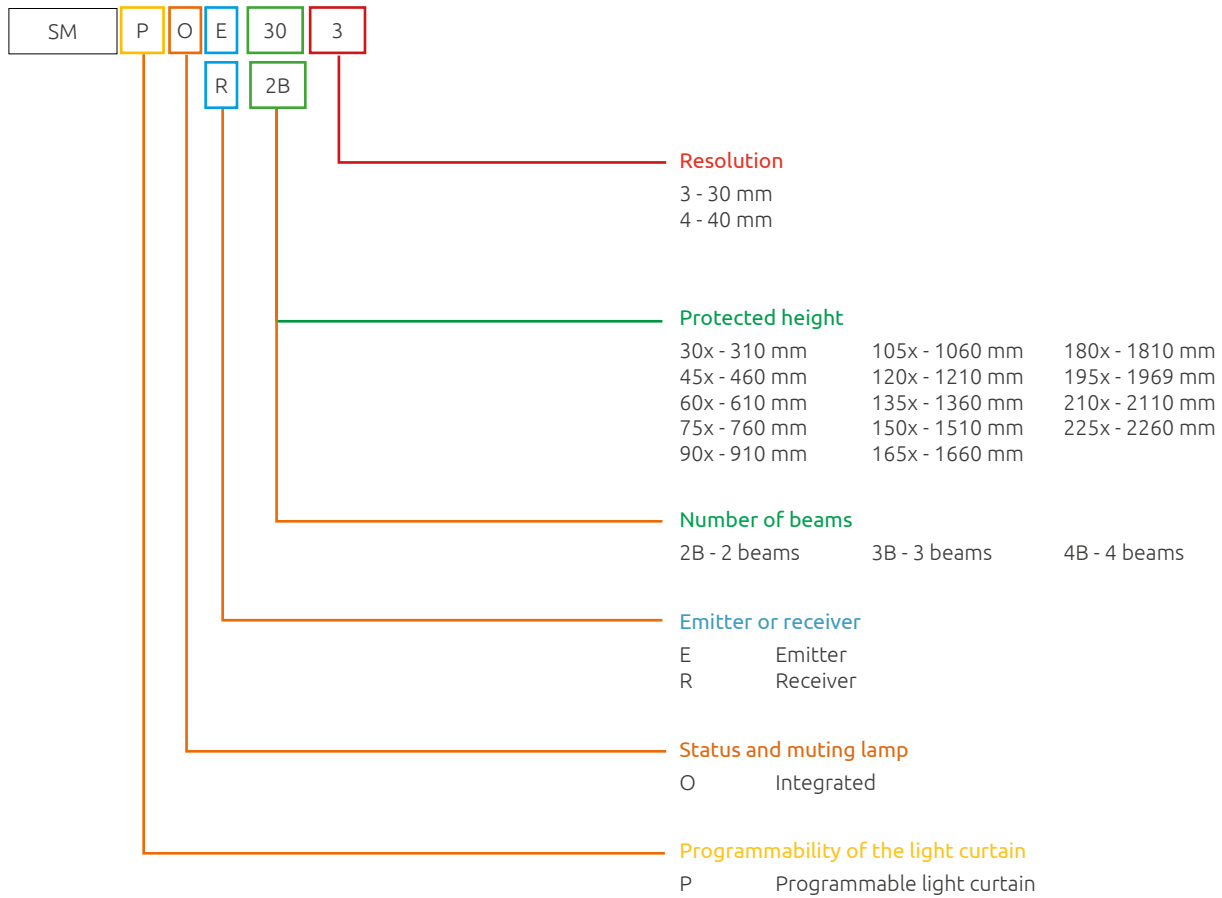 SM P O E 30 3
R 2B
Resolution
3 - 30 mm
4 - 40 mm
Protected height
30x - 310 mm 105x - 1060 mm 180x - 1810 mm
45x - 460 mm 120x - 1210 mm 195x - 1969 mm
60x - 610 mm 135x - 1360 mm 210x - 2110 mm
75x - 760 mm 150x - 1510 mm 225x - 2260 mm
90x - 910 mm 165x - 1660 mm
Number of beams
2B - 2 beams 3B - 3 beams 4B - 4 beams
Emitter or receiver
E Emitter
R Receiver
Status and muting lamp
O Integrated
Programmability of the light curtain
P Programmable light curtain